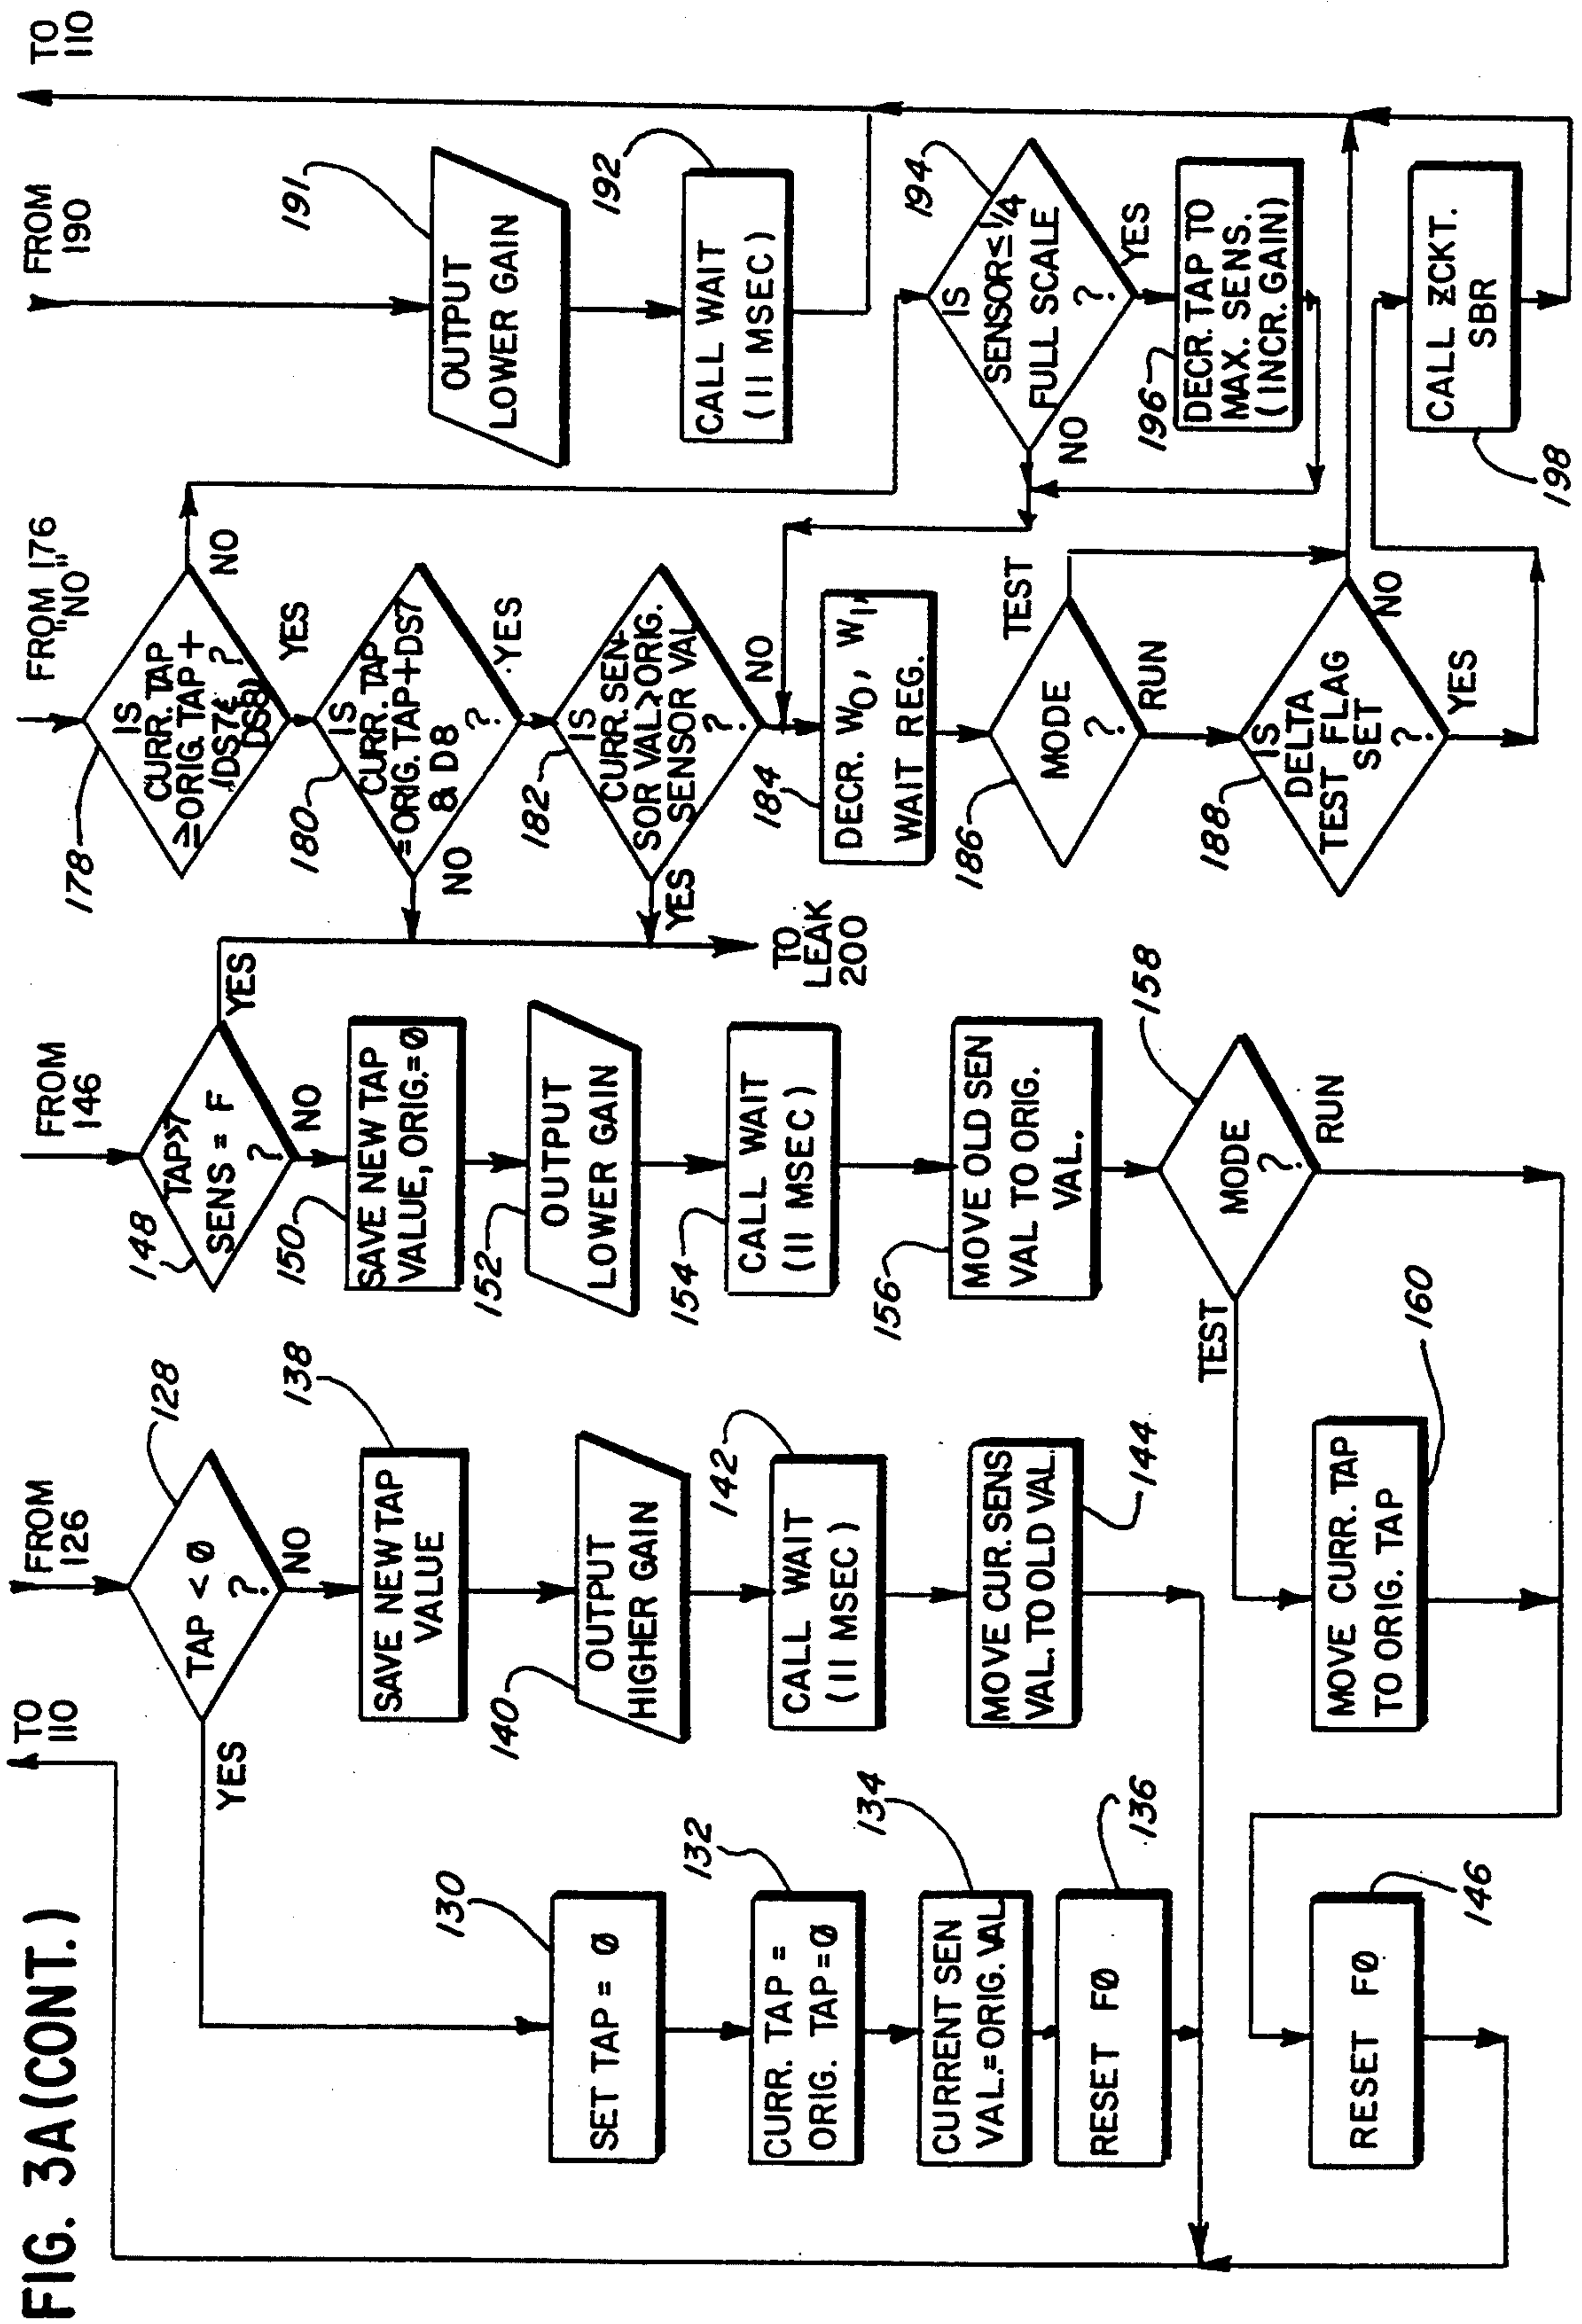 FIG. 3A (CONT.)
TO
110
FROM
126
128
TAP < Ø
?
YES
NO
130
SET TAP = Ø
132
CURR. TAP =
ORIG. TAP=Ø
134
CURRENT SEN
VAL.=ORIG. VAL
136
RESET FØ
138
SAVE NEW TAP
VALUE
140
OUTPUT
HIGHER GAIN
142
CALL WAIT
(11 MSEC)
144
MOVE CUR. SENS
VAL. TO OLD VAL.
146
RESET FØ
FROM
146
148
TAP>7
SENS = F
?
YES
NO
150
SAVE NEW TAP
VALUE, ORIG.=Ø
152
OUTPUT
LOWER GAIN
154
CALL WAIT
(11 MSEC)
156
MOVE OLD SEN
VAL TO ORIG.
VAL.
158
MODE
?
TEST
RUN
160
MOVE CURR. TAP
TO ORIG. TAP
FROM 176
"NO"
178
IS
CURR. TAP
≧ORIG. TAP +
(DS7&
DS8)
?
NO
YES
180
IS
CURR. TAP
=ORIG. TAP+DS7
& D8
?
NO
YES
182
IS
CURR. SEN-
SOR VAL>ORIG.
SENSOR VAL
?
YES
NO
TO
LEAK
200
184
DECR. W0, W1,
WAIT REG.
186
MODE
?
TEST
RUN
188
IS
DELTA
TEST FLAG
SET
?
NO
YES
FROM
190
191
OUTPUT
LOWER GAIN
192
CALL WAIT
(11 MSEC)
194
IS
SENSOR≤1/4
FULL SCALE
?
NO
YES
196
DECR. TAP TO
MAX. SENS.
(INCR. GAIN)
198
CALL ZCKT.
SBR
TO
110